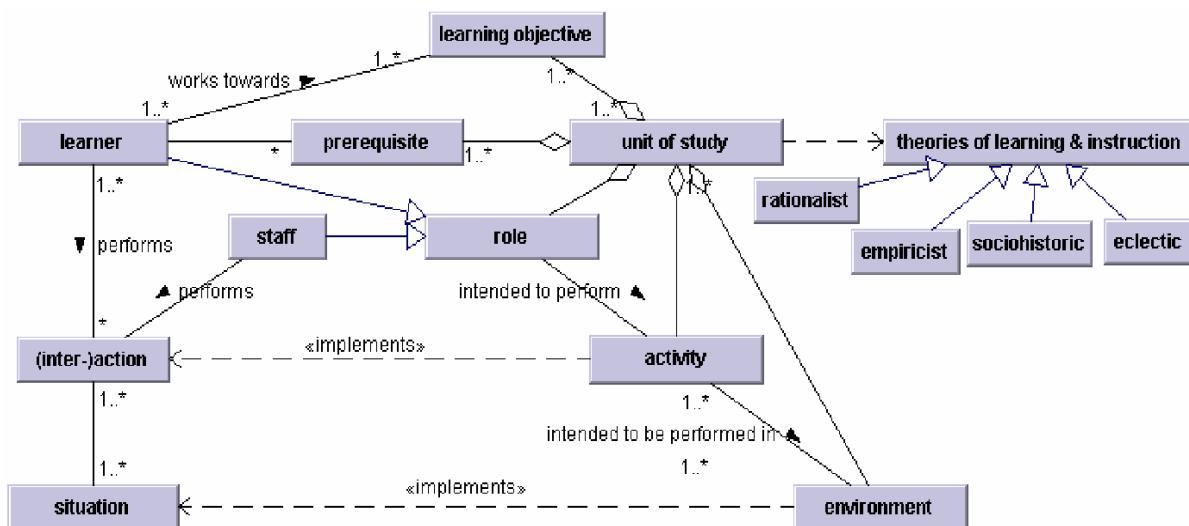 learning objective
1..*
1..*
works towards
1..*
1..*
learner
prerequisite
unit of study
theories of learning & instruction
*
1..*
1..*
1..*
rationalist
staff
role
empiricist
sociohistoric
eclectic
performs
performs
intended to perform
*
(inter-)action
«implements»
activity
1..*
1..*
intended to be performed in
1..*
1..*
situation
«implements»
environment